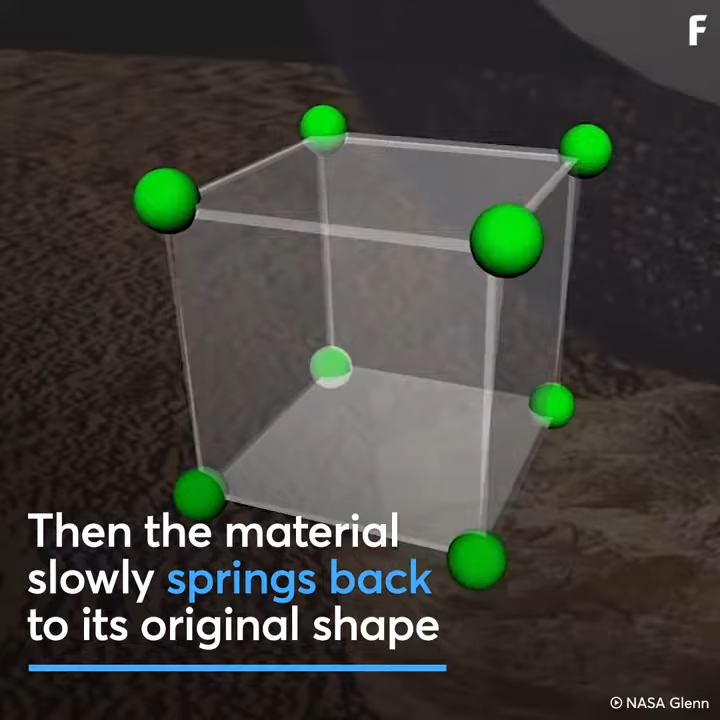 F
Then the material
slowly springs back
to its original shape
© NASA Glenn